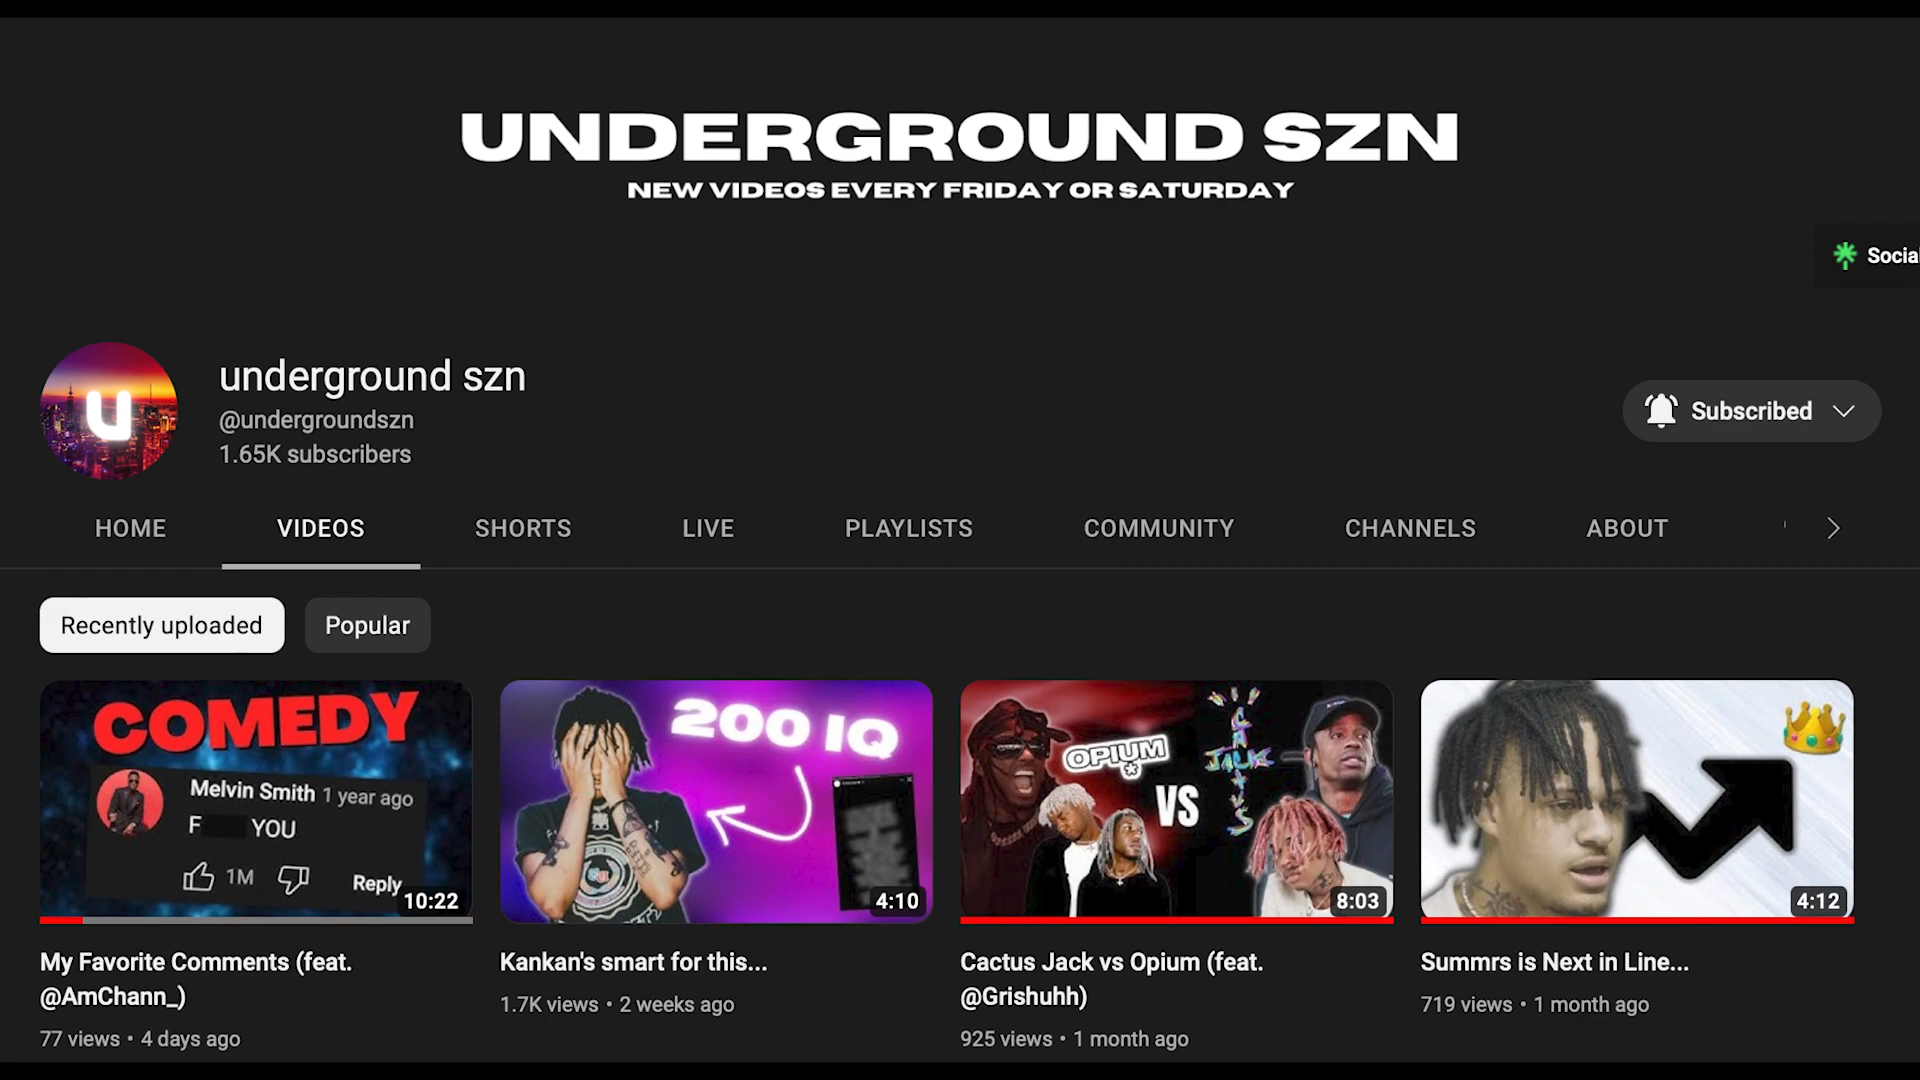 UNDERGROUND SZN
NEW VIDEOS EVERY FRIDAY OR SATURDAY
Social
u
underground szn
@undergroundszn
1.65K subscribers
Subscribed
HOME VIDEOS SHORTS LIVE PLAYLISTS COMMUNITY CHANNELS ABOUT
Recently uploaded Popular
COMEDY
Melvin Smith 1 year ago
F YOU
1M Reply
10:22
200 IQ
4:10
OPIUM
VS
JACK
8:03
4:12
My Favorite Comments (feat.
@AmChann_)
77 views • 4 days ago
Kankan's smart for this...
1.7K views • 2 weeks ago
Cactus Jack vs Opium (feat.
@Grishuhh)
925 views • 1 month ago
Summrs is Next in Line...
719 views • 1 month ago